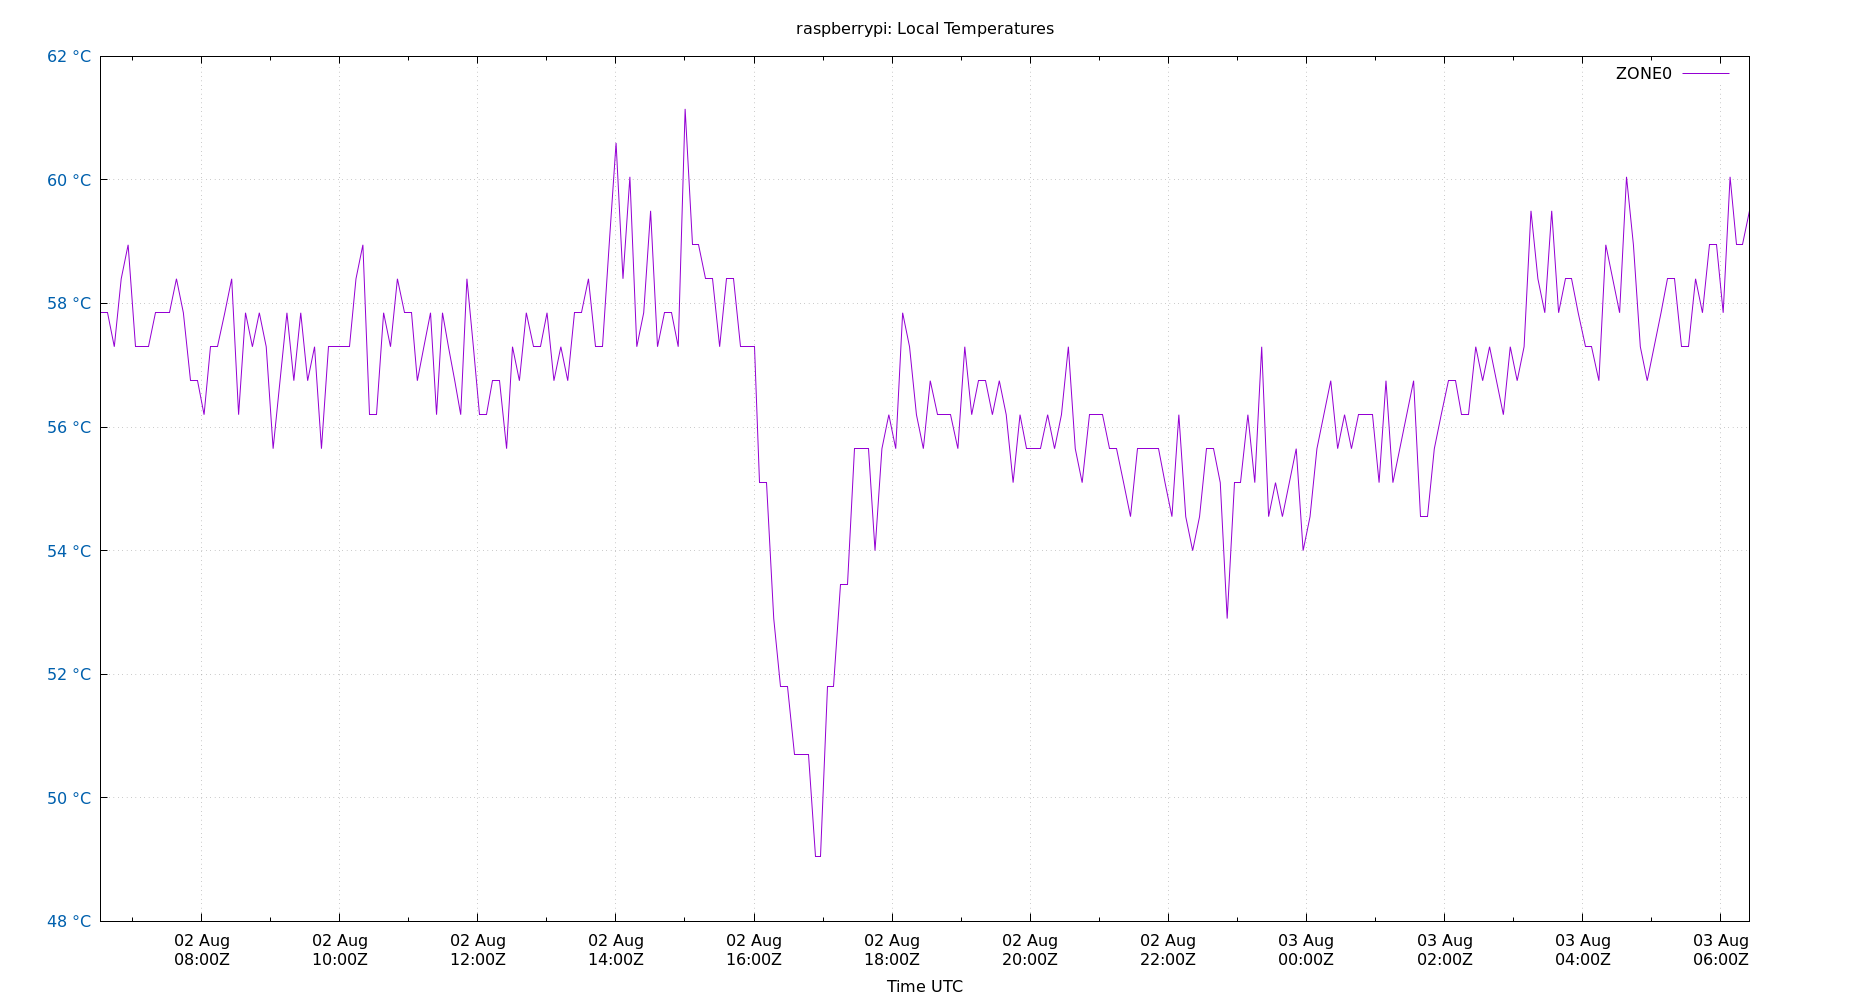 raspberrypi: Local Temperatures
62 °C
ZONE0
60 °C
58 °C
56 °C
54 °C
52 °C
50 °C
48 °C
02 Aug 02 Aug 02 Aug 02 Aug 02 Aug 02 Aug 02 Aug 02 Aug 03 Aug 03 Aug 03 Aug 03 Aug
08:00Z 10:00Z 12:00Z 14:00Z 16:00Z 18:00Z 20:00Z 22:00Z 00:00Z 02:00Z 04:00Z 06:00Z
Time UTC